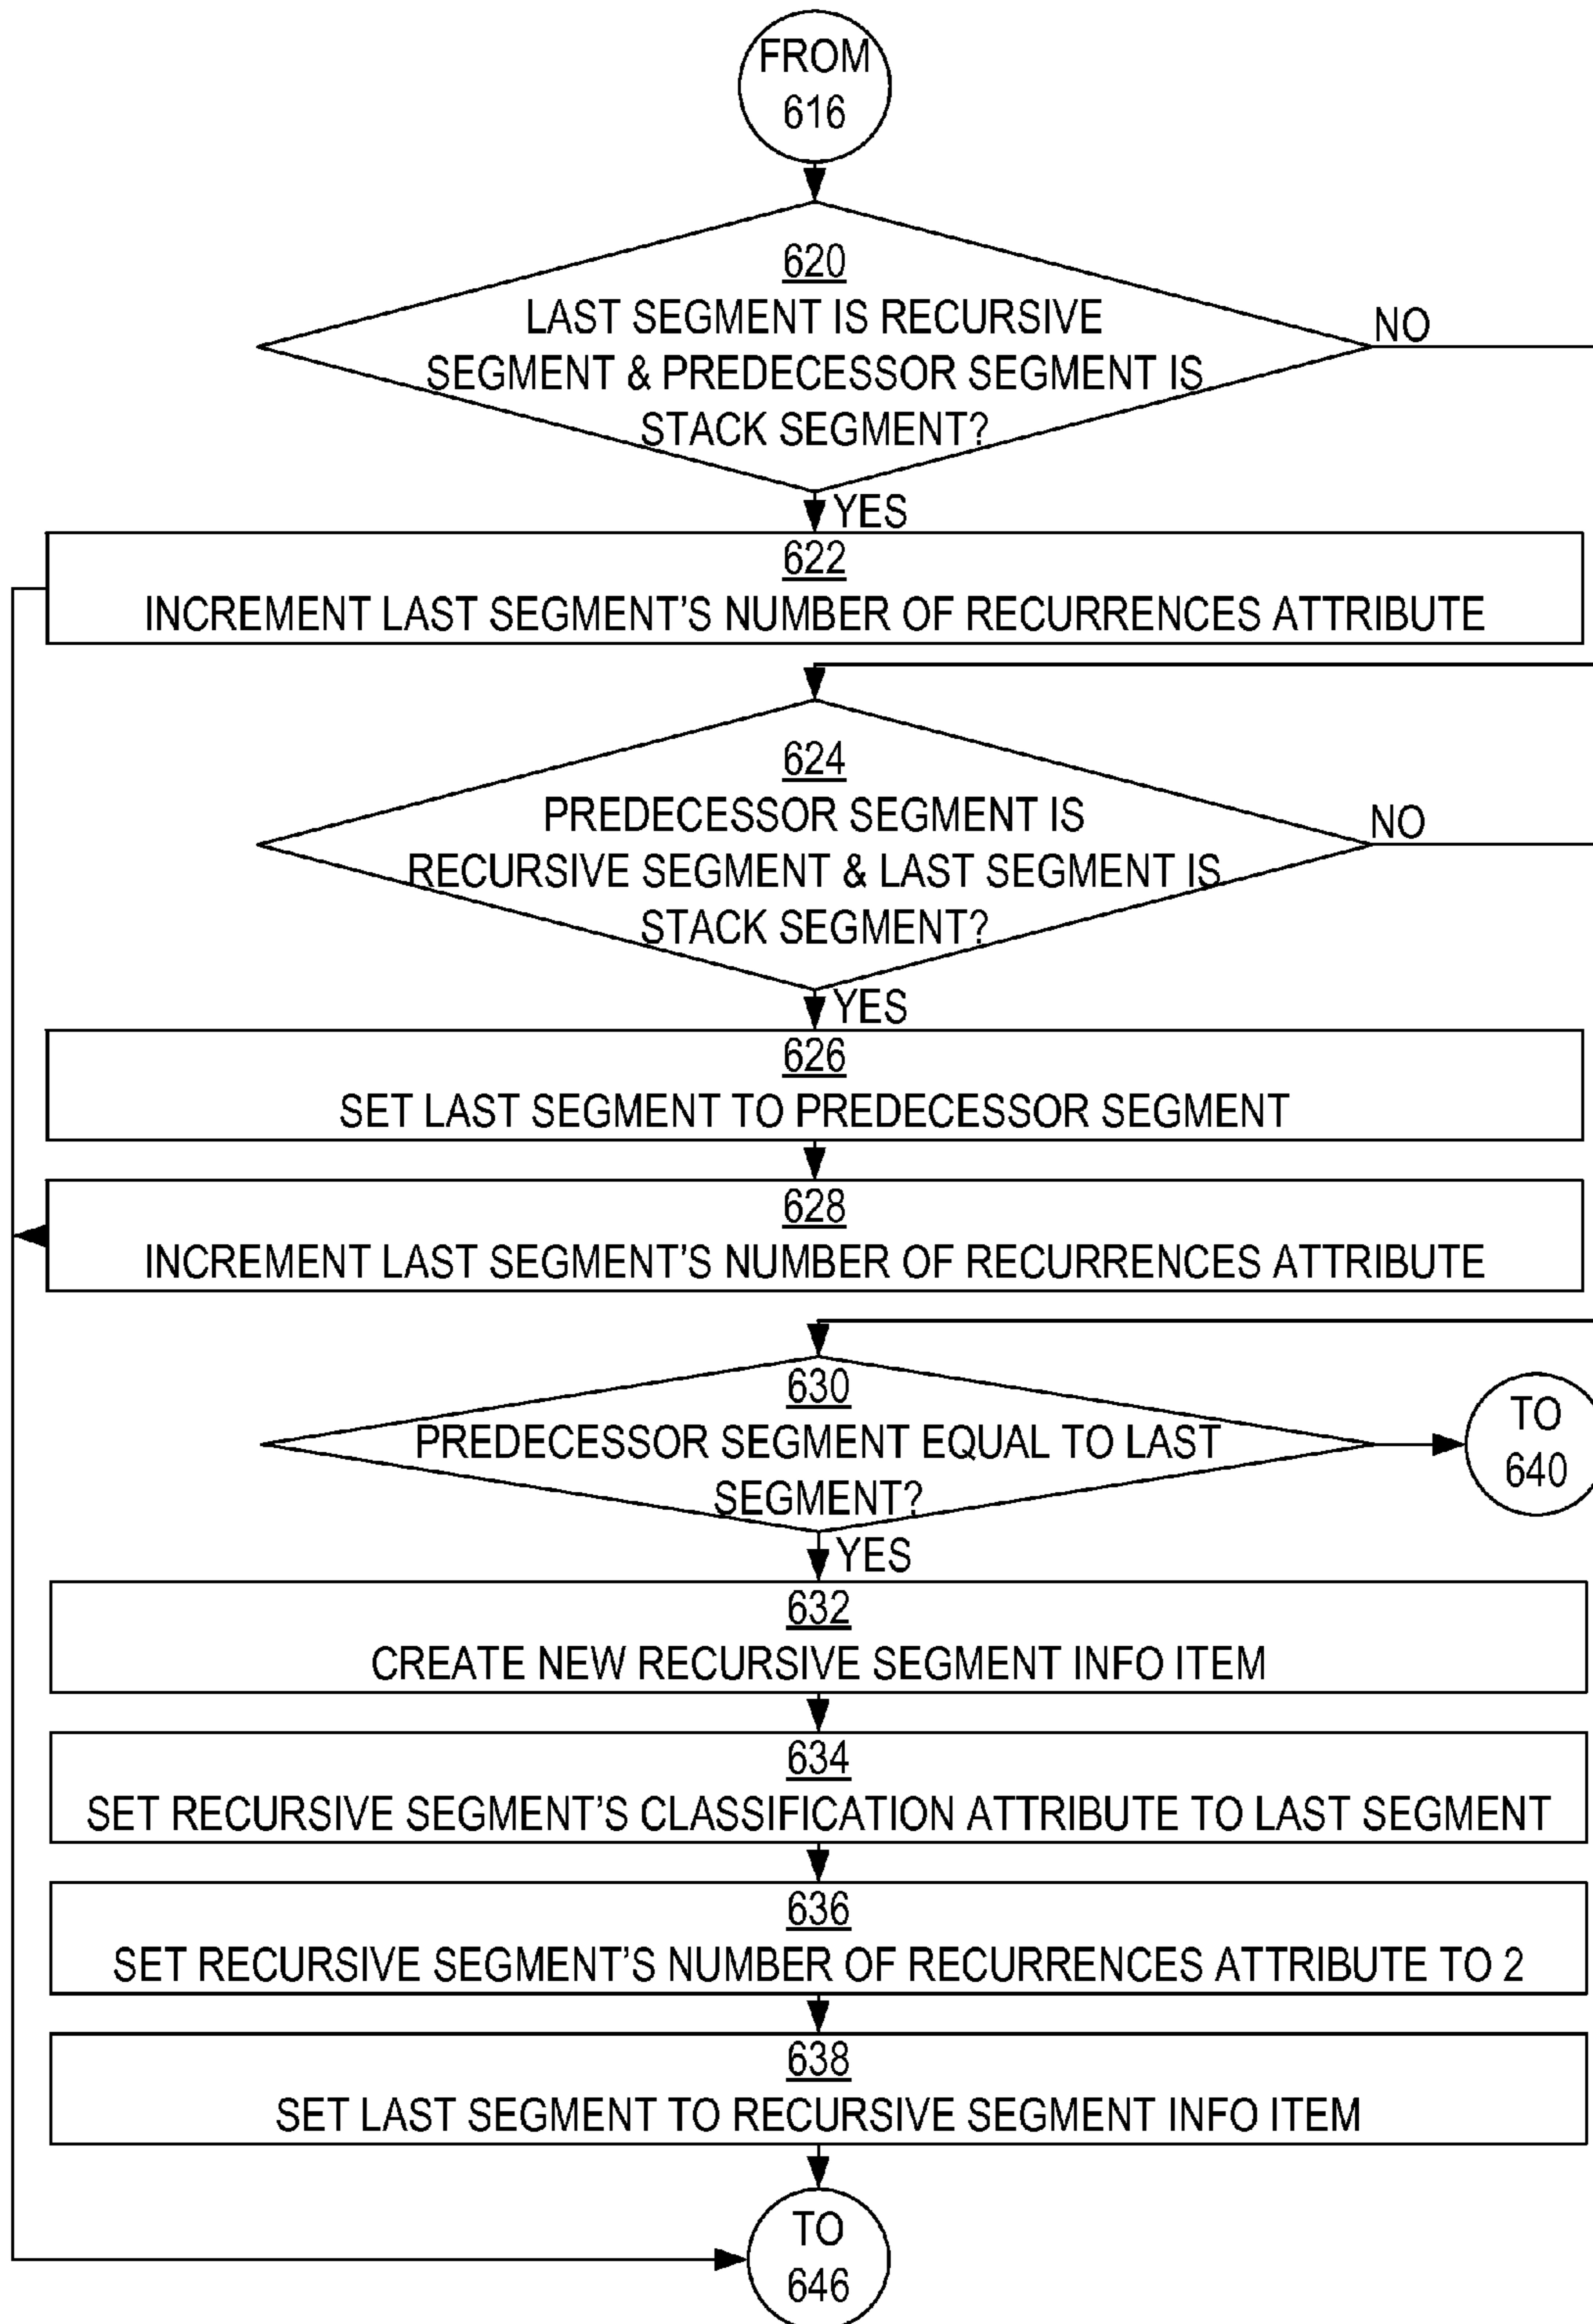 FROM
616
620
LAST SEGMENT IS RECURSIVE
SEGMENT & PREDECESSOR SEGMENT IS
STACK SEGMENT?
NO
YES
622
INCREMENT LAST SEGMENT'S NUMBER OF RECURRENCES ATTRIBUTE
624
PREDECESSOR SEGMENT IS
RECURSIVE SEGMENT & LAST SEGMENT IS
STACK SEGMENT?
NO
YES
626
SET LAST SEGMENT TO PREDECESSOR SEGMENT
628
INCREMENT LAST SEGMENT'S NUMBER OF RECURRENCES ATTRIBUTE
630
PREDECESSOR SEGMENT EQUAL TO LAST
SEGMENT?
TO
640
YES
632
CREATE NEW RECURSIVE SEGMENT INFO ITEM
634
SET RECURSIVE SEGMENT'S CLASSIFICATION ATTRIBUTE TO LAST SEGMENT
636
SET RECURSIVE SEGMENT'S NUMBER OF RECURRENCES ATTRIBUTE TO 2
638
SET LAST SEGMENT TO RECURSIVE SEGMENT INFO ITEM
TO
646